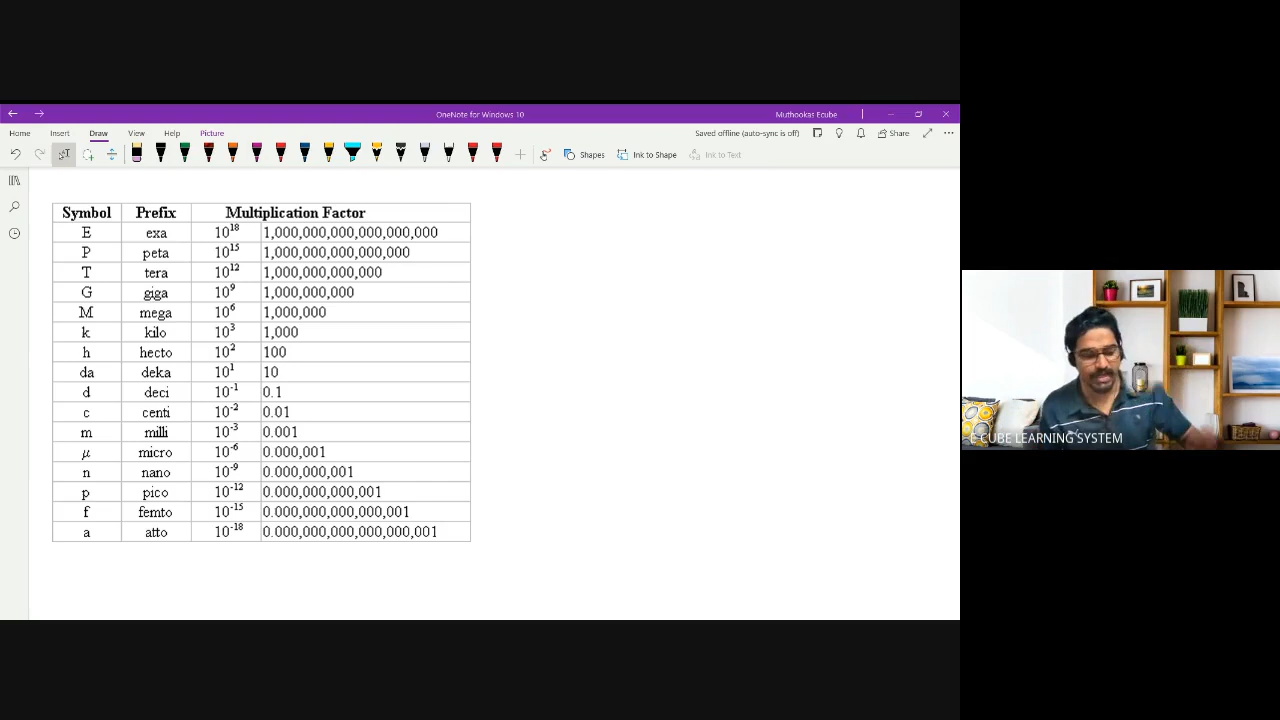 OneNote for Windows 10
Muthookas Ecube
Home Insert Draw View Help Picture
Saved offline (auto-sync is off)
Share
Shapes
Ink to Shape
Ink to Text
Symbol Prefix Multiplication Factor
E exa 10^18 1,000,000,000,000,000,000
P peta 10^15 1,000,000,000,000,000
T tera 10^12 1,000,000,000,000
G giga 10^9 1,000,000,000
M mega 10^6 1,000,000
k kilo 10^3 1,000
h hecto 10^2 100
da deka 10^1 10
d deci 10^-1 0.1
c centi 10^-2 0.01
m milli 10^-3 0.001
μ micro 10^-6 0.000,001
n nano 10^-9 0.000,000,001
p pico 10^-12 0.000,000,000,001
f femto 10^-15 0.000,000,000,000,001
a atto 10^-18 0.000,000,000,000,000,001
E CUBE LEARNING SYSTEM